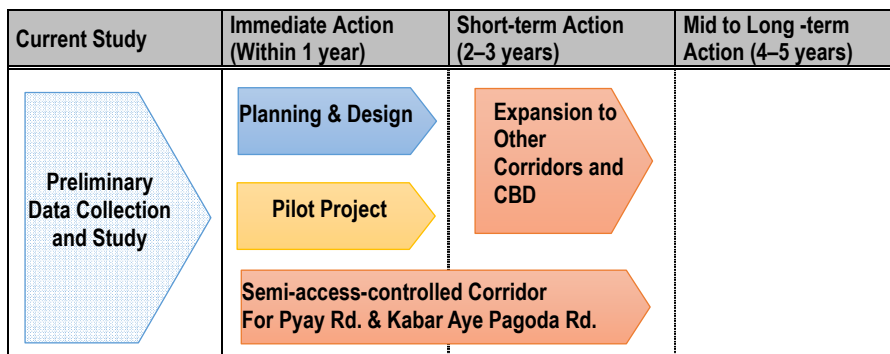 Current Study
Immediate Action
(Within 1 year)
Short-term Action
(2–3 years)
Mid to Long -term
Action (4–5 years)
Preliminary
Data Collection
and Study
Planning & Design
Pilot Project
Expansion to
Other
Corridors and
CBD
Semi-access-controlled Corridor
For Pyay Rd. & Kabar Aye Pagoda Rd.